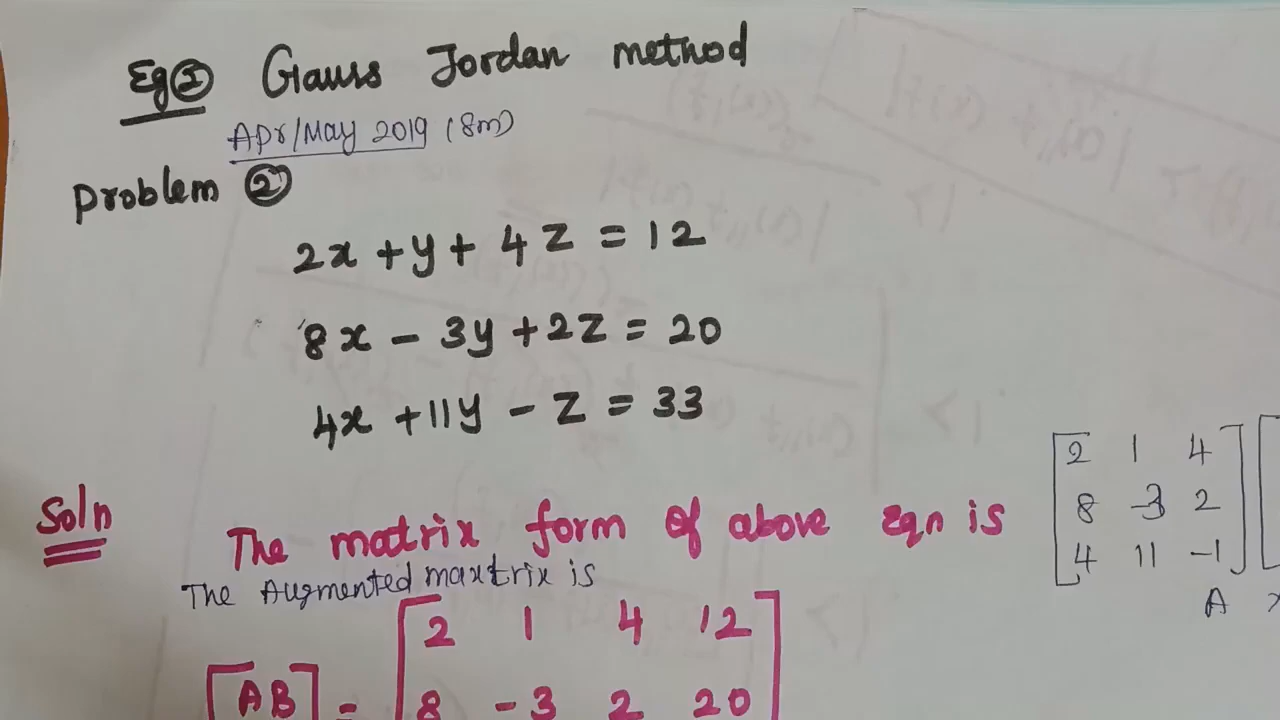 Eg② Gauss Jordan method
Apr/May 2019 (8m)
Problem ②
2x + y + 4z = 12
8x - 3y + 2z = 20
4x + 11y - z = 33
Soln The matrix form of above Eqn is
2 1 4
8 -3 2
4 11 -1
A x
The Augmented maxtrix is
2 1 4 12
[AB] = 8 -3 2 20